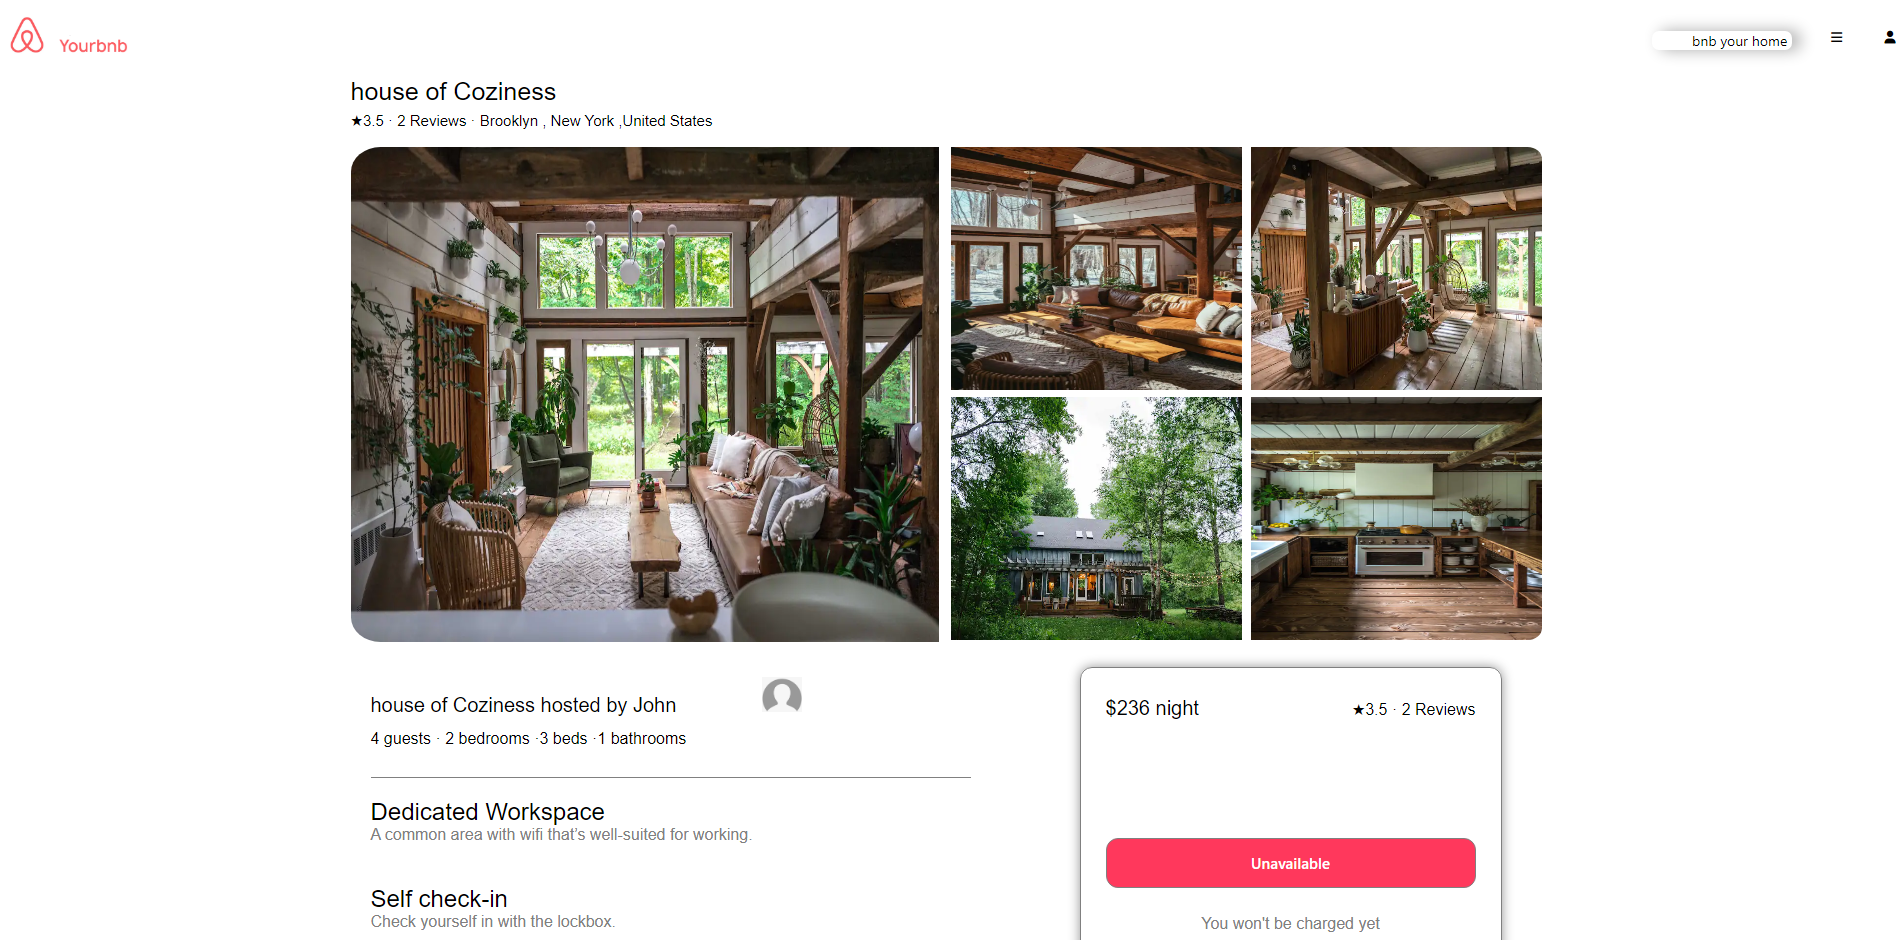 Yourbnb
bnb your home
house of Coziness
★3.5 · 2 Reviews · Brooklyn , New York ,United States
house of Coziness hosted by John
4 guests · 2 bedrooms ·3 beds ·1 bathrooms
Dedicated Workspace
A common area with wifi that’s well-suited for working.
Self check-in
Check yourself in with the lockbox.
$236 night
★3.5 · 2 Reviews
Unavailable
You won't be charged yet